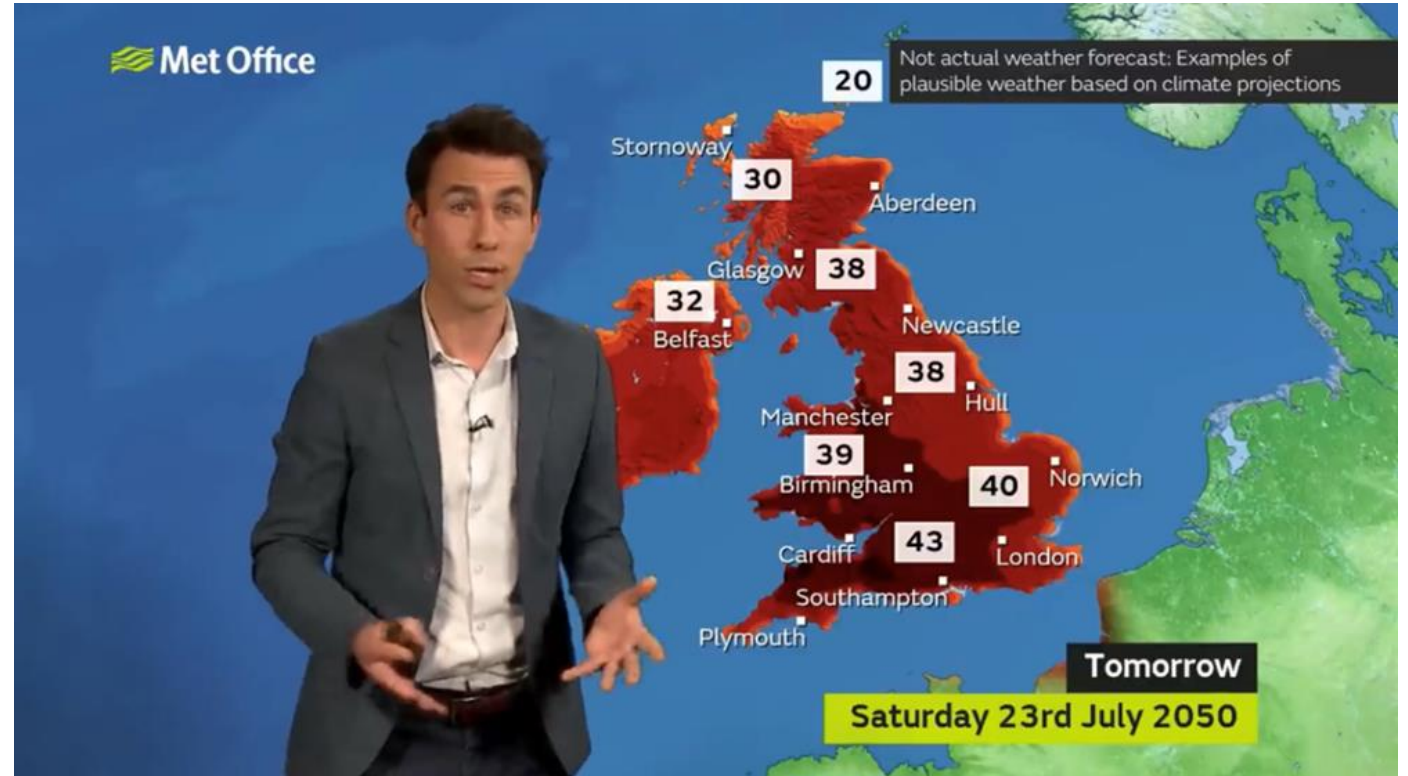 Met Office
Not actual weather forecast: Examples of
plausible weather based on climate projections
20
Stornoway
30
Aberdeen
Glasgow
38
32
Belfast
Newcastle
38
Hull
Manchester
39
Birmingham
40
Norwich
Cardiff
43
London
Southampton
Plymouth
Tomorrow
Saturday 23rd July 2050